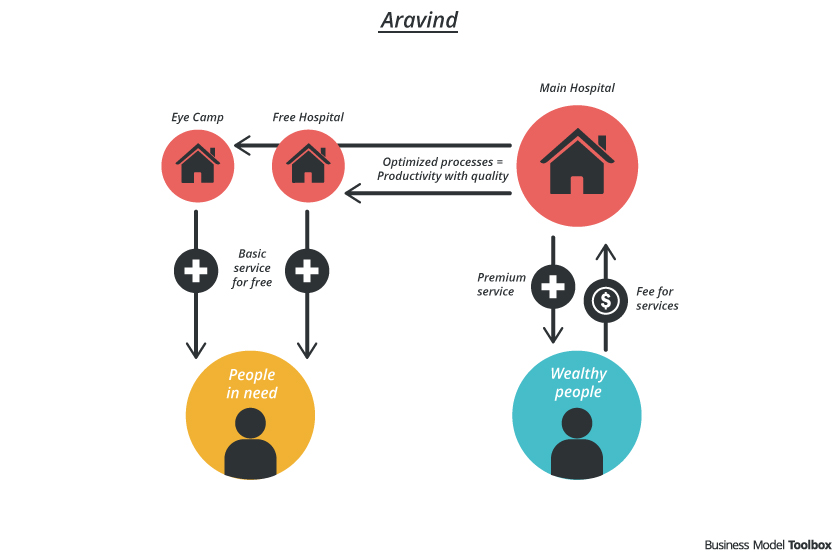 Aravind
Main Hospital
Eye Camp
Free Hospital
Optimized processes =
Productivity with quality
Basic
service
for free
Premium
service
$
Fee for
services
People
in need
Wealthy
people
Business Model Toolbox